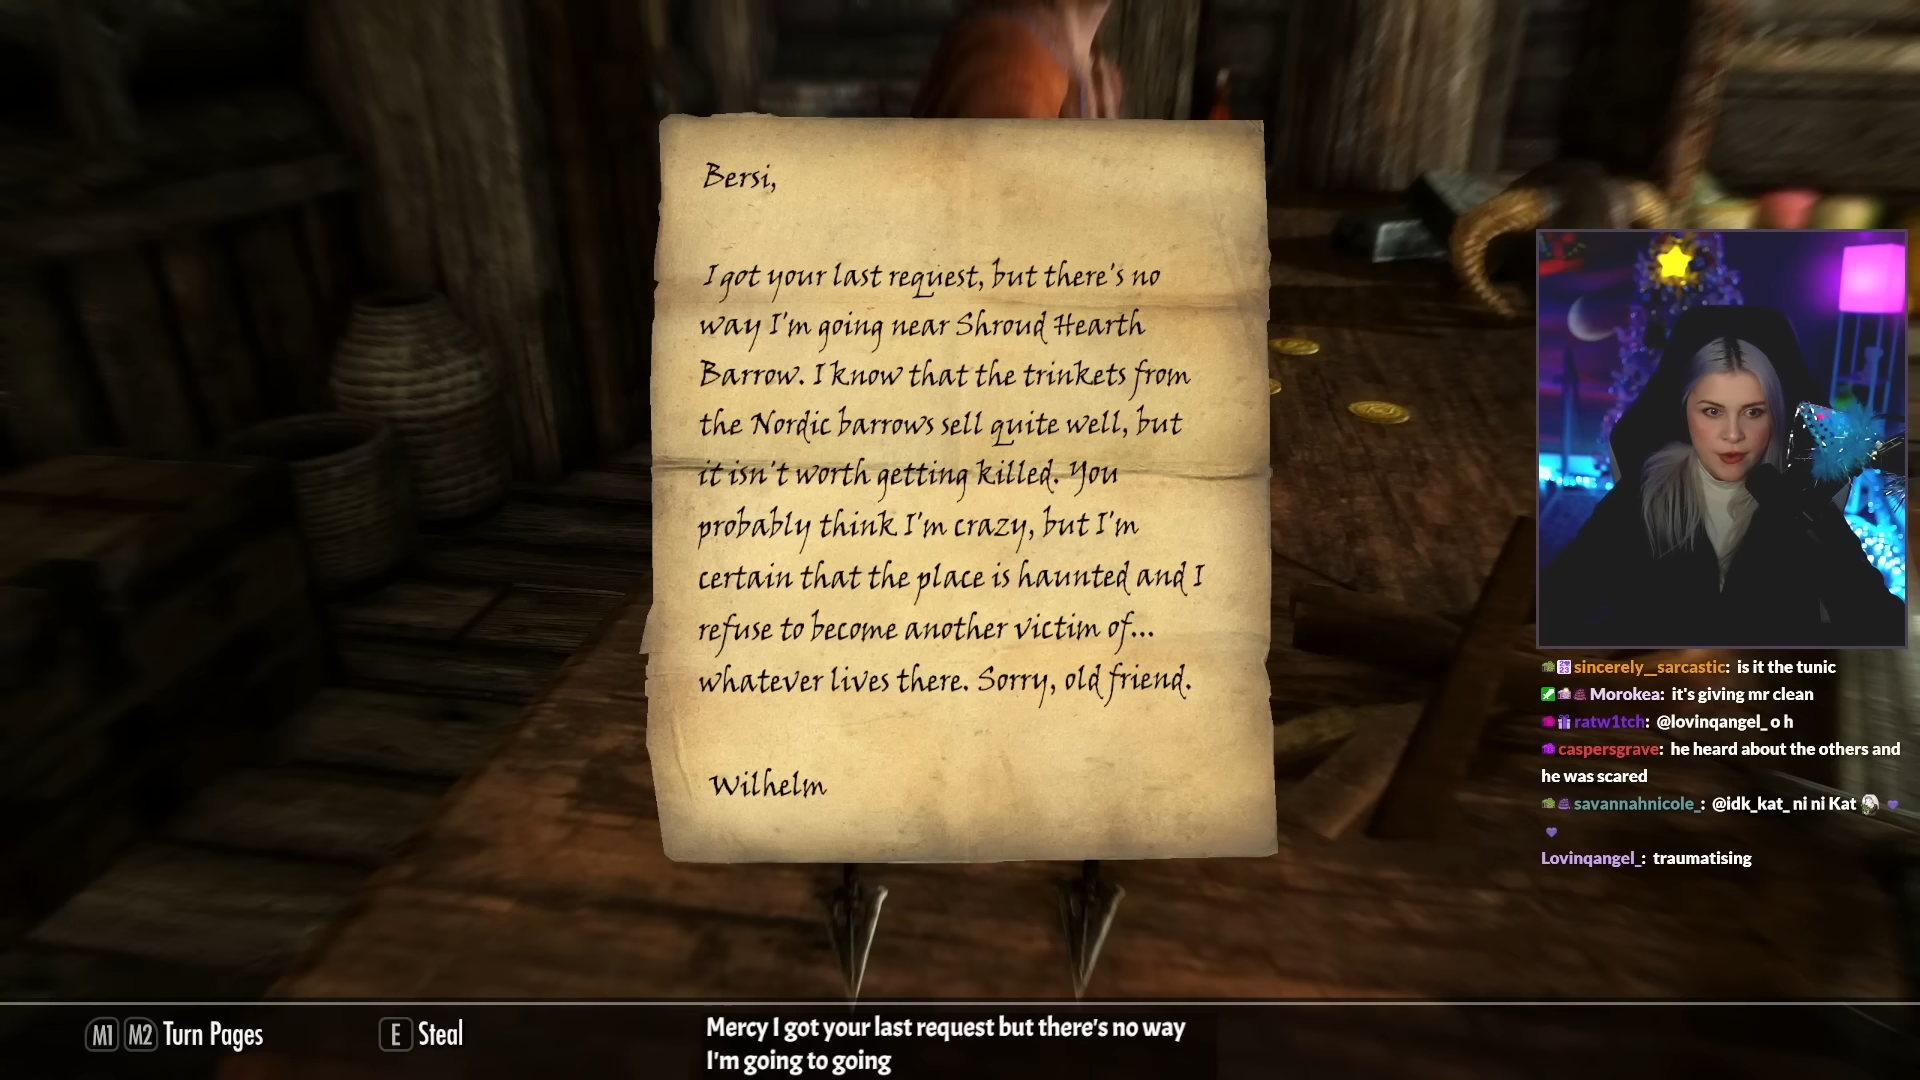 Bersi,
I got your last request, but there's no
way I'm going near Shroud Hearth
Barrow. I know that the trinkets from
the Nordic barrows sell quite well, but
it isn't worth getting killed. You
probably think I'm crazy, but I'm
certain that the place is haunted and I
refuse to become another victim of...
whatever lives there. Sorry, old friend.
Wilhelm
sincerely__sarcastic: is it the tunic
Morokea: it's giving mr clean
ratw1tch: @lovinqangel_ o h
caspersgrave: he heard about the others and
he was scared
savannahnicole_: @idk_kat_ ni ni Kat
Lovinqangel_: traumatising
M1 M2 Turn Pages
E Steal
Mercy I got your last request but there's no way
I'm going to going